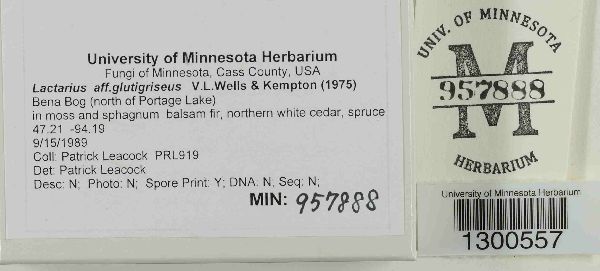 University of Minnesota Herbarium
Fungi of Minnesota, Cass County, USA
Lactarius aff.glutigriseus V.L.Wells & Kempton (1975)
Bena Bog (north of Portage Lake)
in moss and sphagnum balsam fir, northern white cedar, spruce
47.21 -94.19
9/15/1989
Coll: Patrick Leacock PRL919
Det: Patrick Leacock
Desc: N; Photo: N; Spore Print: Y; DNA: N, Seq: N;
MIN: 957888
UNIV. OF MINNESOTA
M
957888
HERBARIUM
University of Minnesota Herbarium
1300557